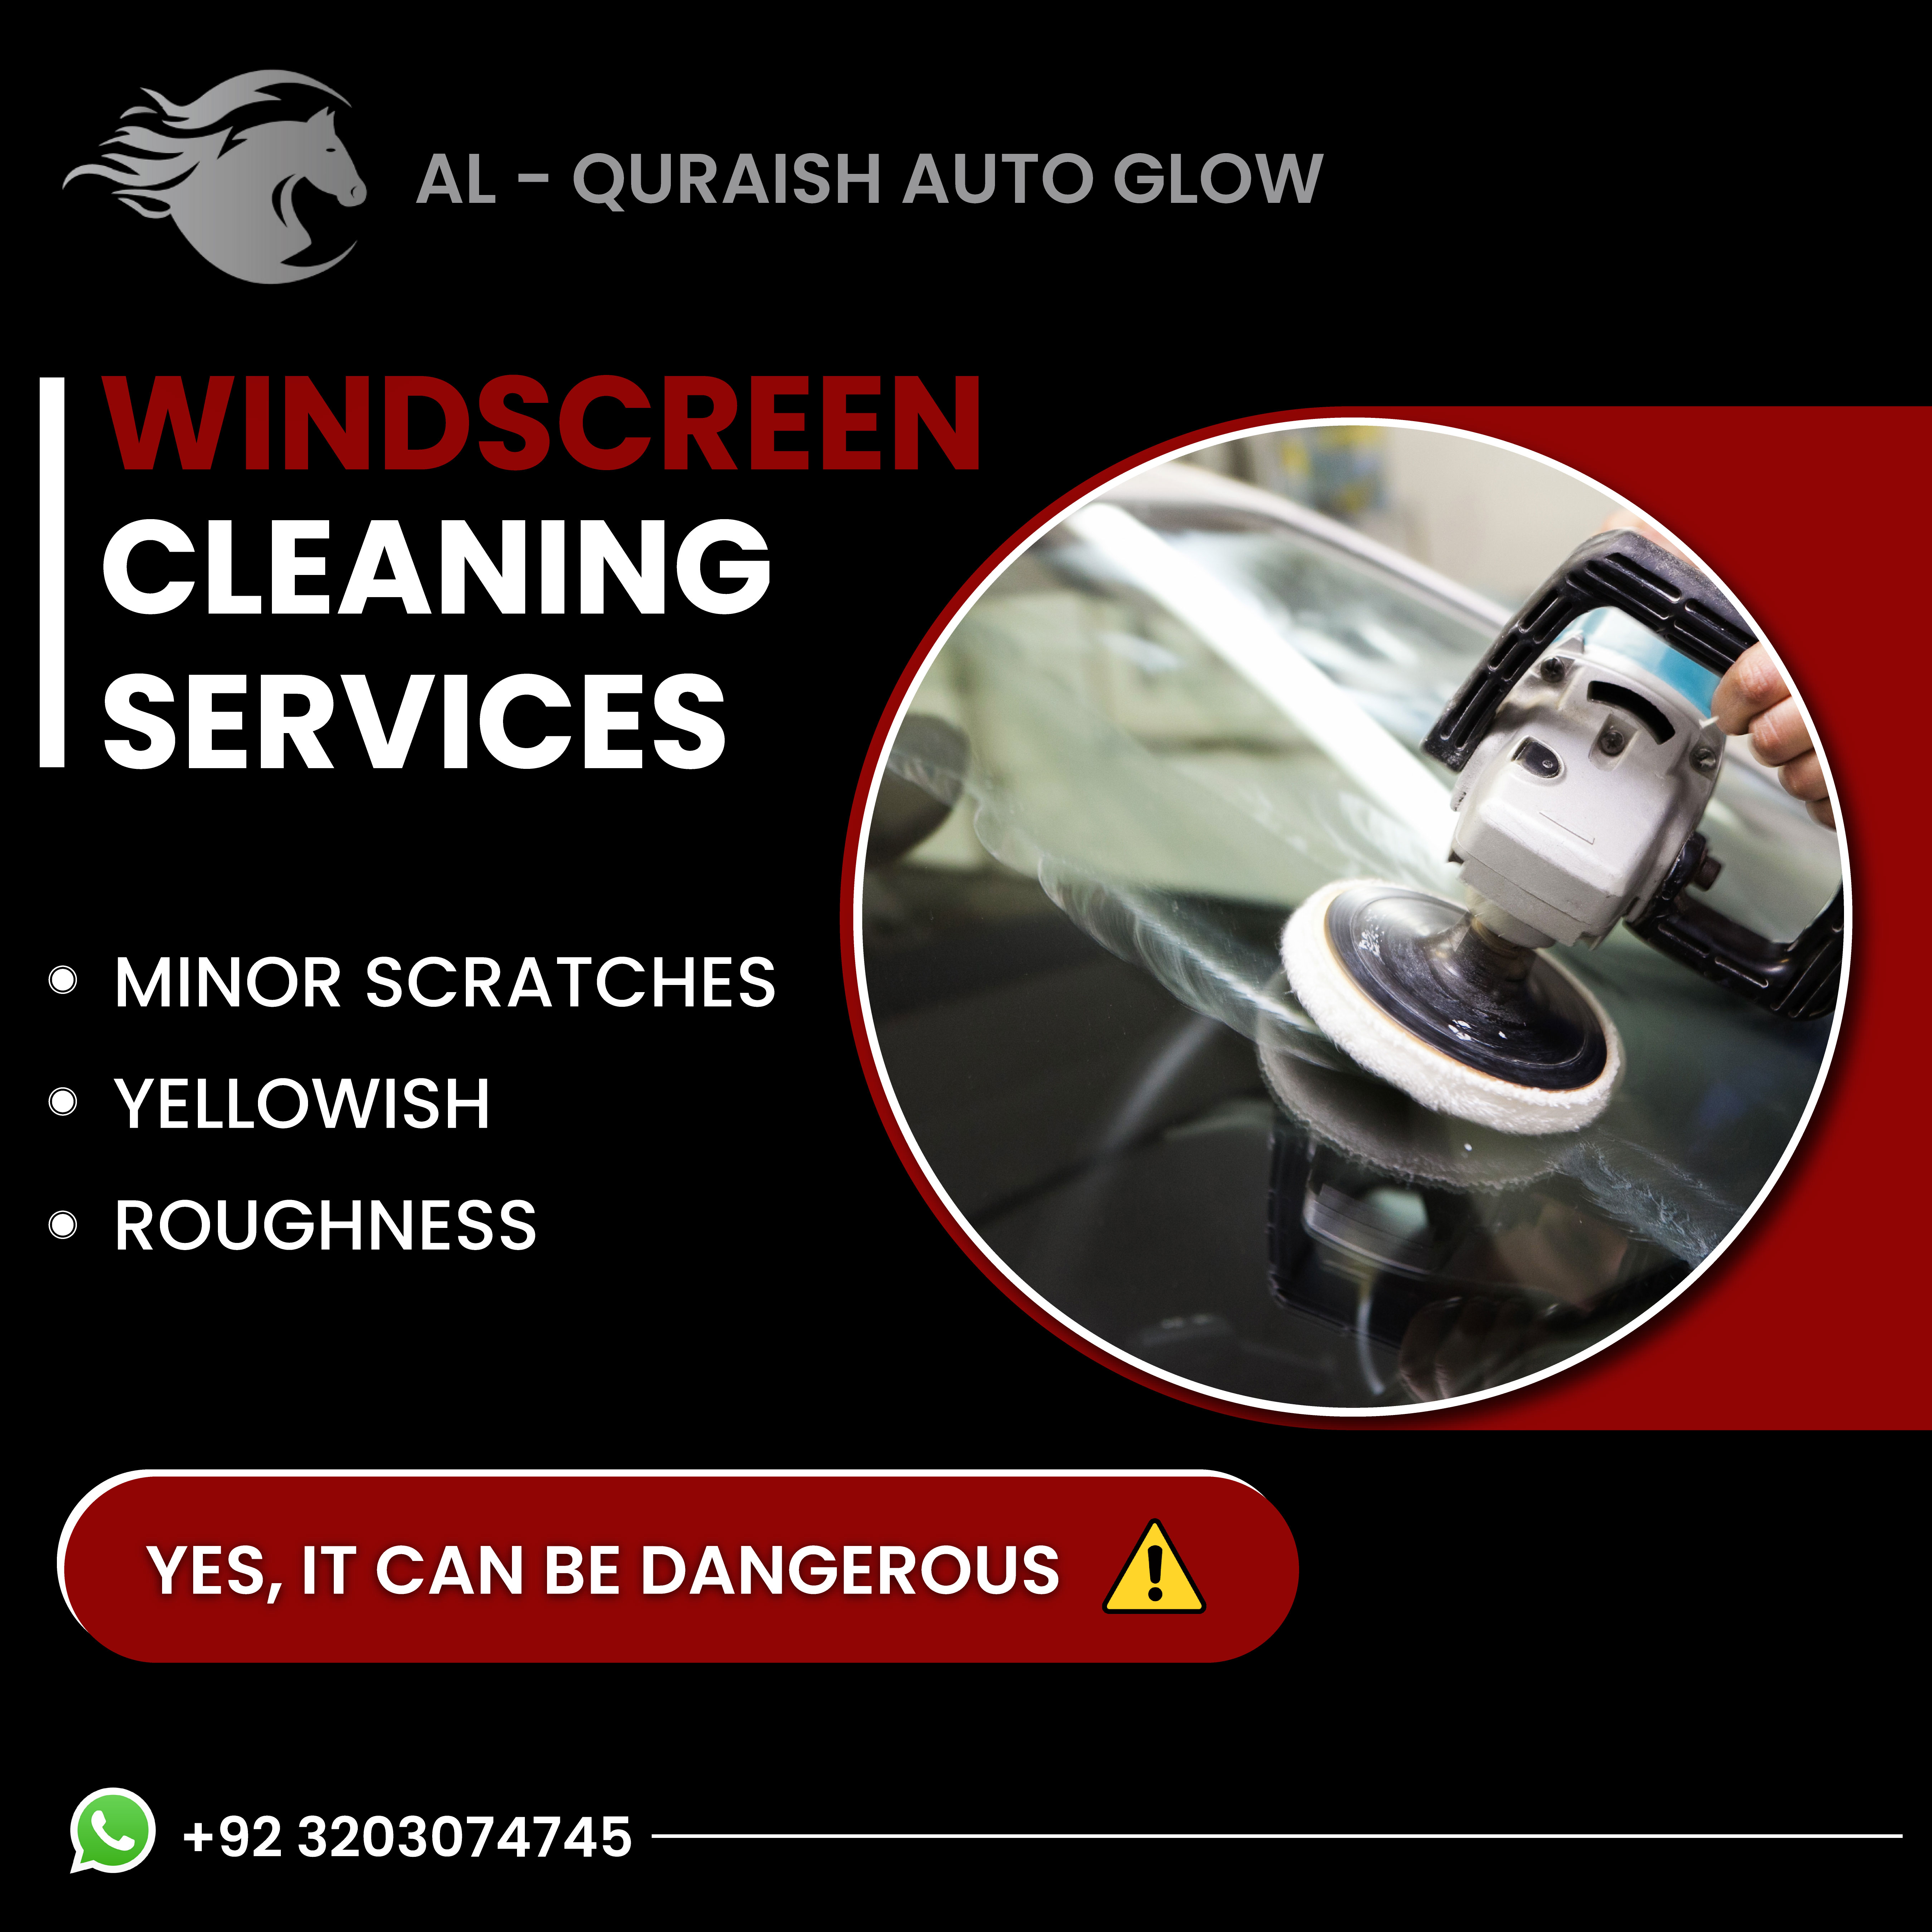 AL - QURAISH AUTO GLOW
WINDSCREEN
CLEANING
SERVICES
MINOR SCRATCHES
YELLOWISH
ROUGHNESS
YES, IT CAN BE DANGEROUS
+92 3203074745